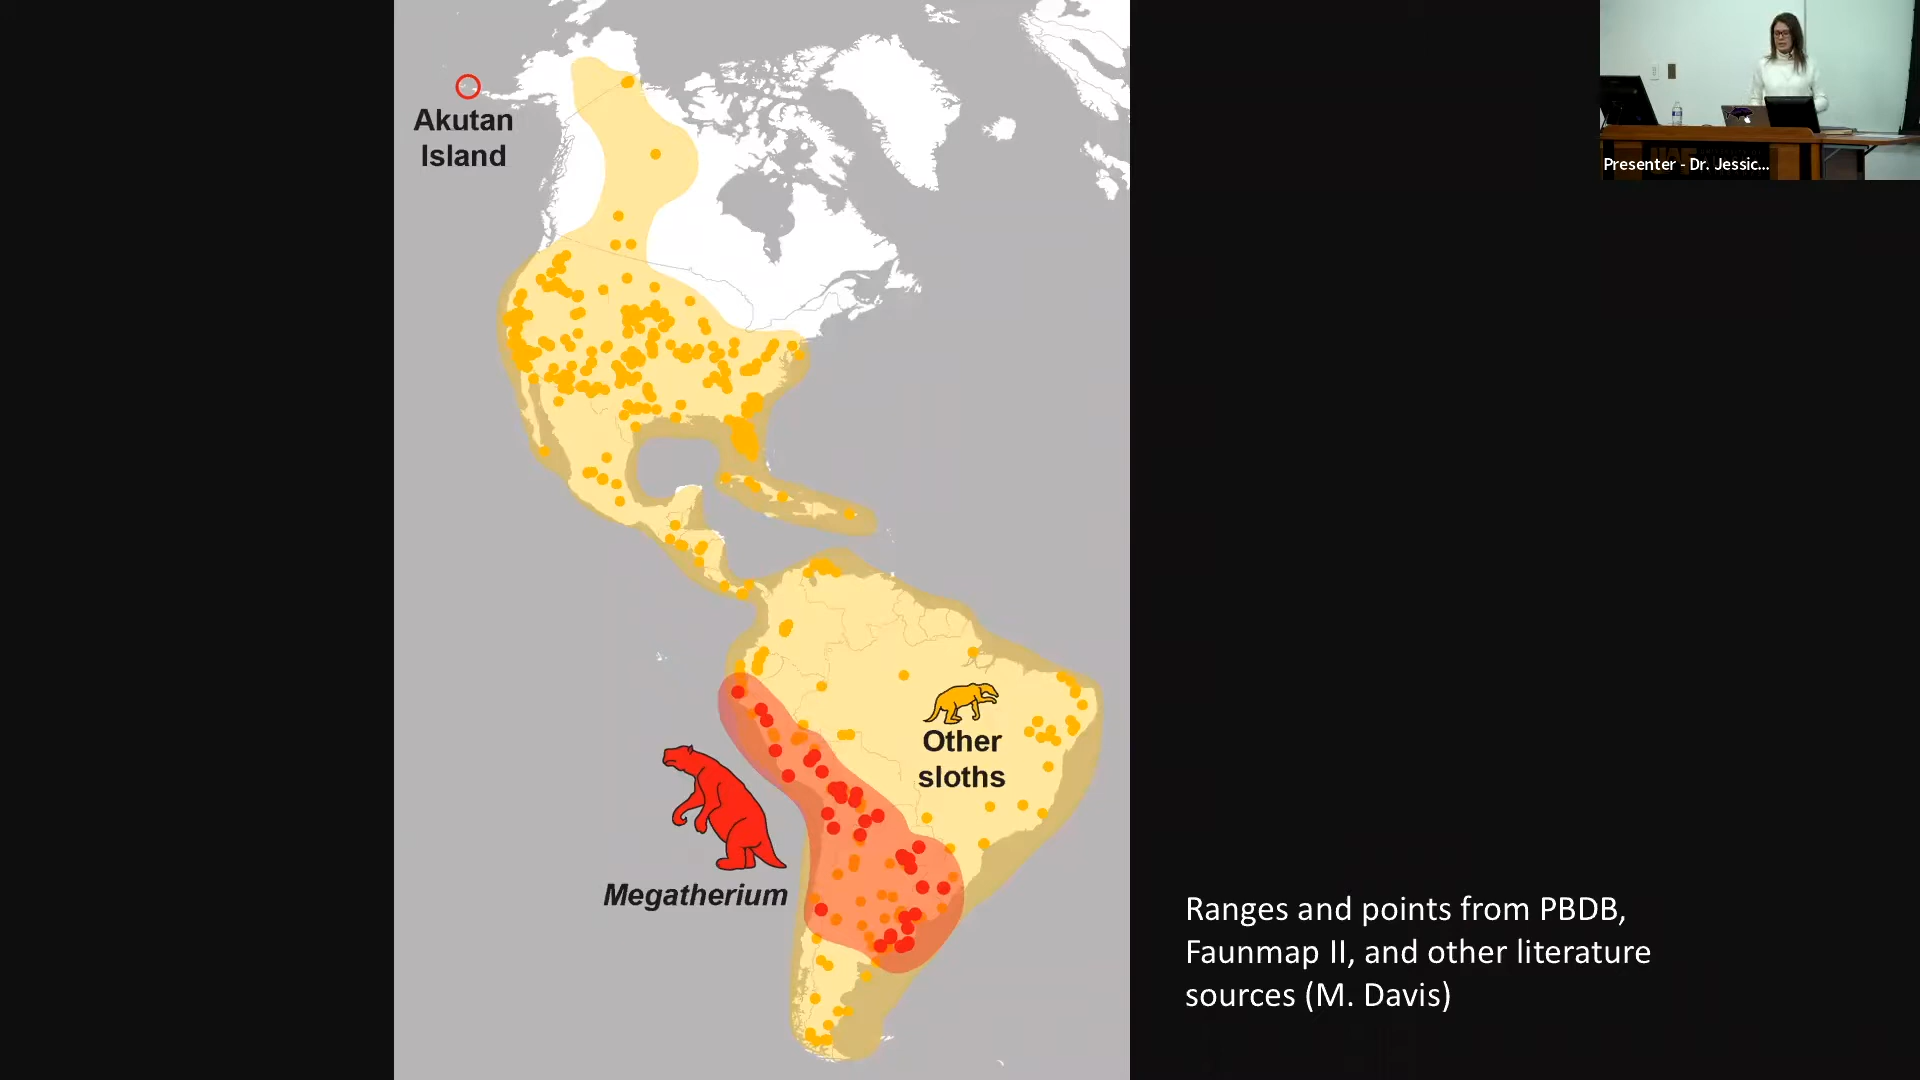 Akutan
Island
Other
sloths
Megatherium
Ranges and points from PBDB,
Faunmap II, and other literature
sources (M. Davis)
Presenter - Dr. Jessic...